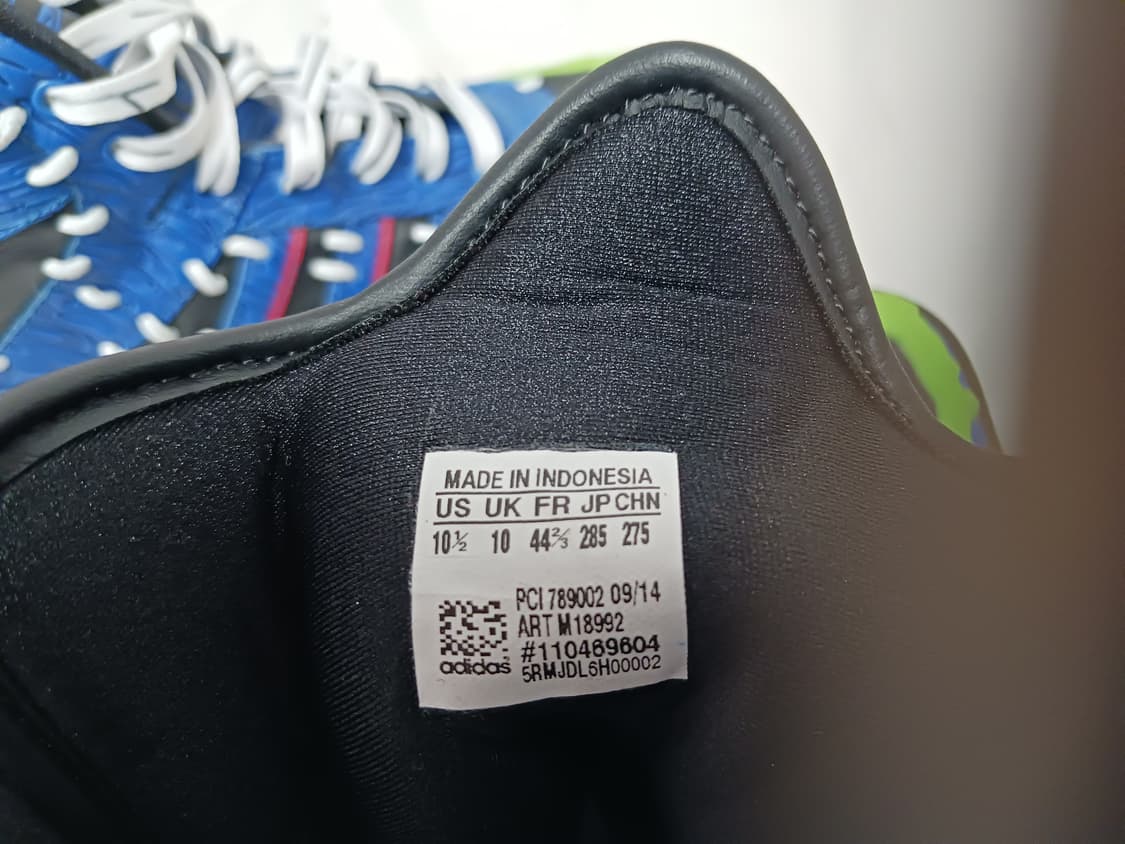 MADE IN INDONESIA
US UK FR JP CHN
10½ 10 44⅔ 285 275
PCI 789002 09/14
ART M18992
#110469604
adidas 5RMJDL6H00002